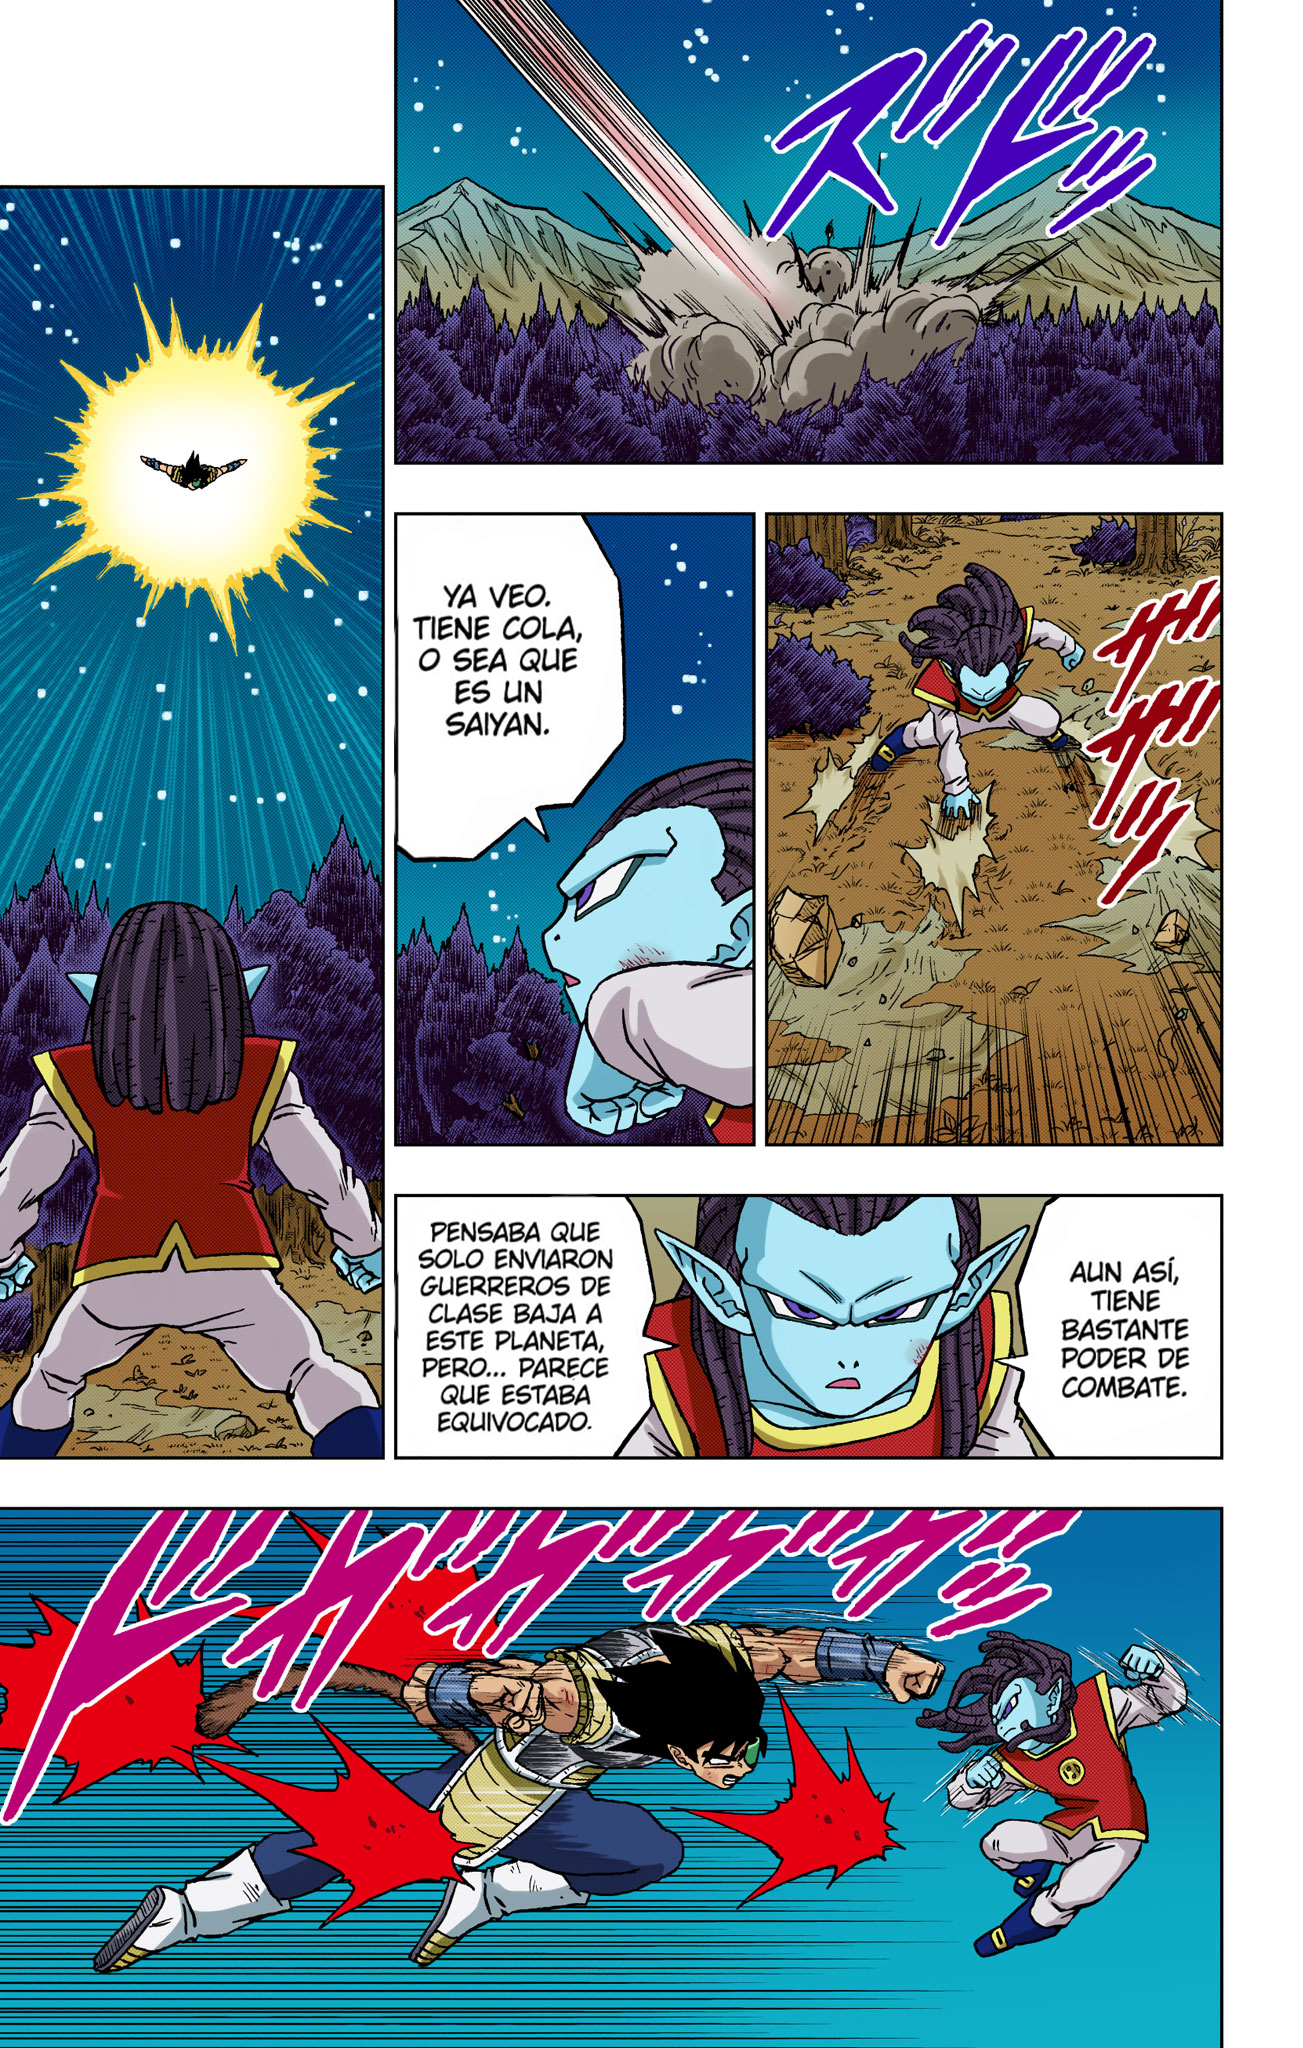 ズドドッ
ザザザッ
YA VEO.
TIENE COLA,
O SEA QUE
ES UN
SAIYAN.
AUN ASÍ,
TIENE
BASTANTE
PODER DE
COMBATE.
PENSABA QUE
SOLO ENVIARON
GUERREROS DE
CLASE BAJA A
ESTE PLANETA,
PERO... PARECE
QUE ESTABA
EQUIVOCADO.
ドガガガガガッ